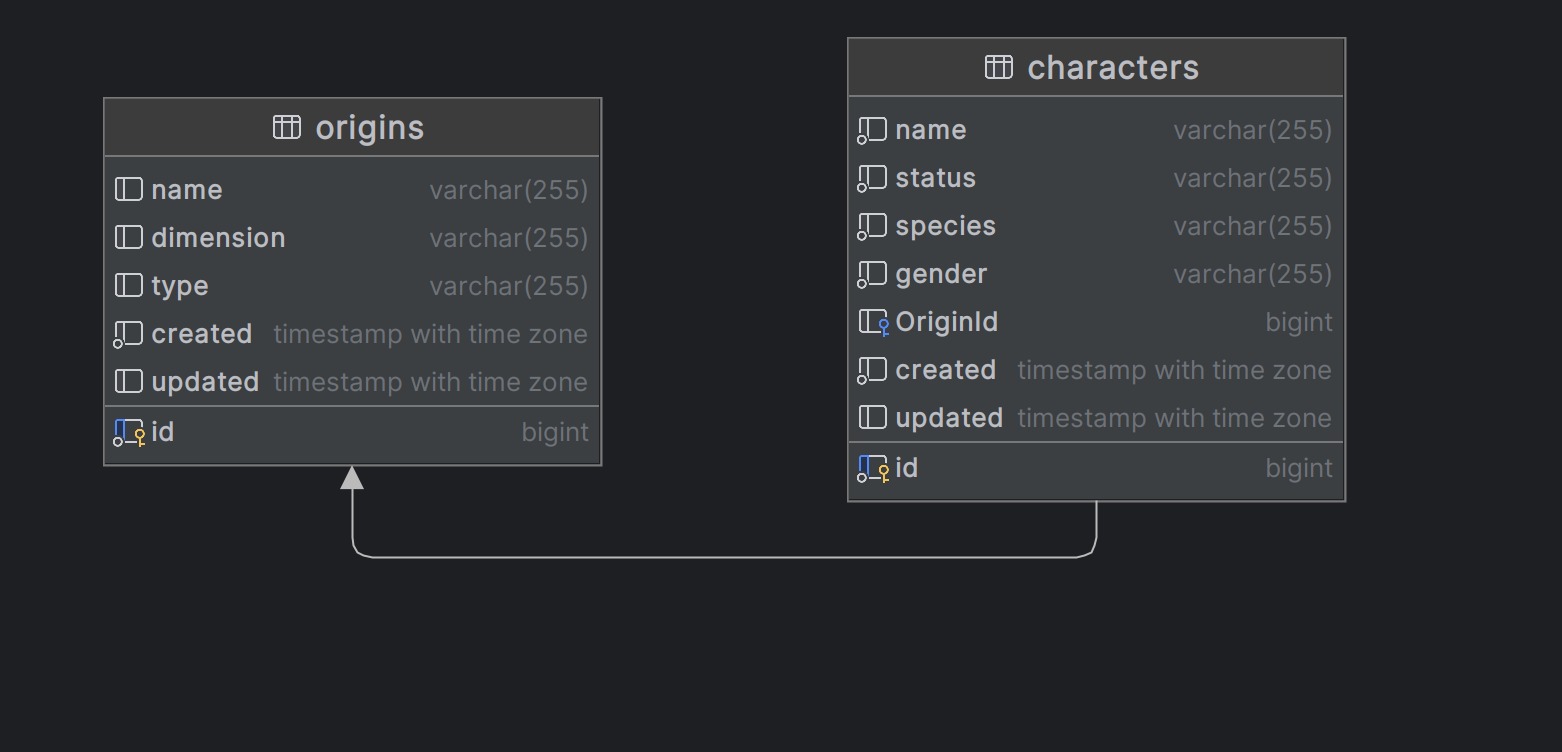 origins
name varchar(255)
dimension varchar(255)
type varchar(255)
created timestamp with time zone
updated timestamp with time zone
id bigint
characters
name varchar(255)
status varchar(255)
species varchar(255)
gender varchar(255)
OriginId bigint
created timestamp with time zone
updated timestamp with time zone
id bigint